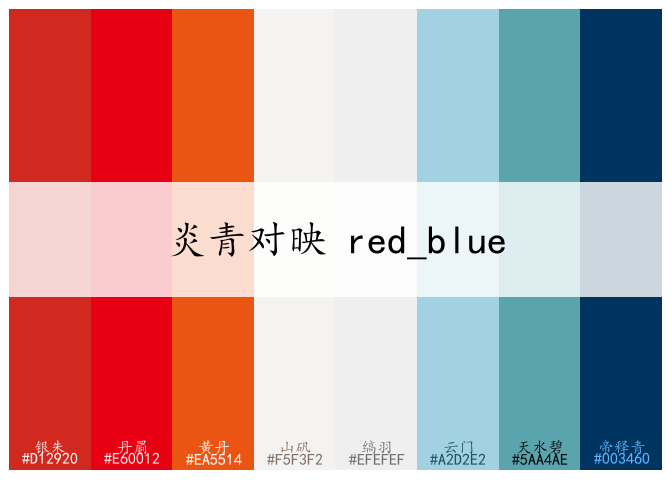 炎青对映 red_blue
银朱 丹罽 黄丹 山矾 缟羽 云门 天水碧 帝释青
#D12920 #E60012 #EA5514 #F5F3F2 #EFEFEF #A2D2E2 #5AA4AE #003460